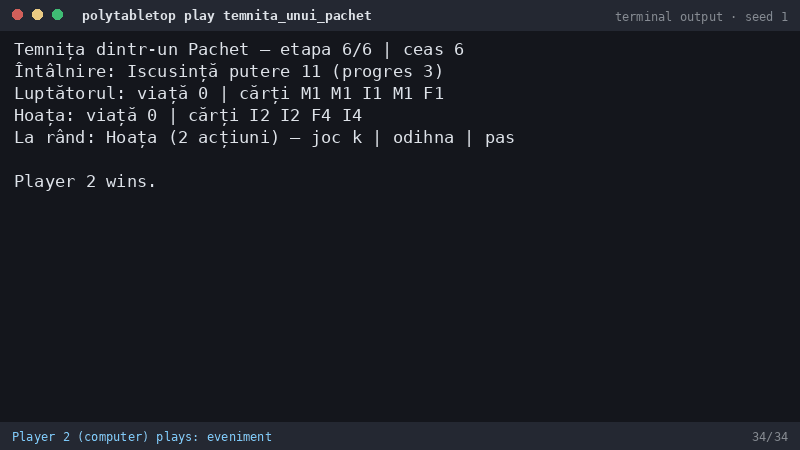 polytabletop play temnita_unui_pachet
terminal output · seed 1
Temnița dintr-un Pachet — etapa 6/6 | ceas 6
Întâlnire: Iscusință putere 11 (progres 3)
Luptătorul: viață 0 | cărți M1 M1 I1 M1 F1
Hoața: viață 0 | cărți I2 I2 F4 I4
La rând: Hoața (2 acțiuni) — joc k | odihna | pas
Player 2 wins.
Player 2 (computer) plays: eveniment
34/34